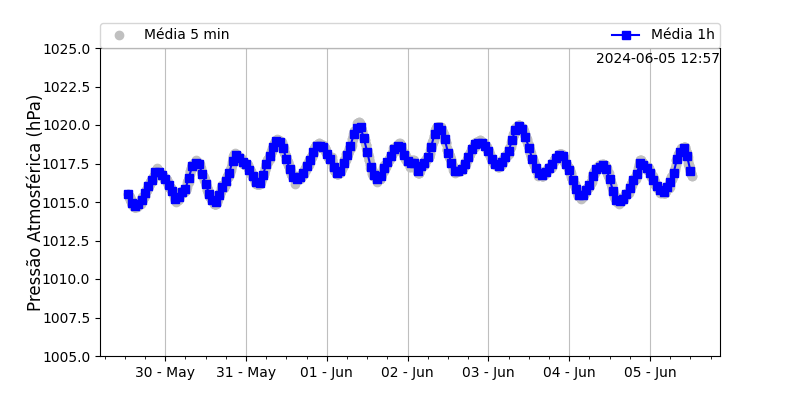 Média 5 min
Média 1h
2024-06-05 12:57
Pressão Atmosférica (hPa)
1025.0
1022.5
1020.0
1017.5
1015.0
1012.5
1010.0
1007.5
1005.0
30 - May
31 - May
01 - Jun
02 - Jun
03 - Jun
04 - Jun
05 - Jun